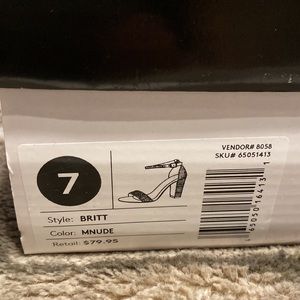 VENDOR# 8058
SKU# 65051413
7
Style: BRITT
Color: MNUDE
Retail: $79.95